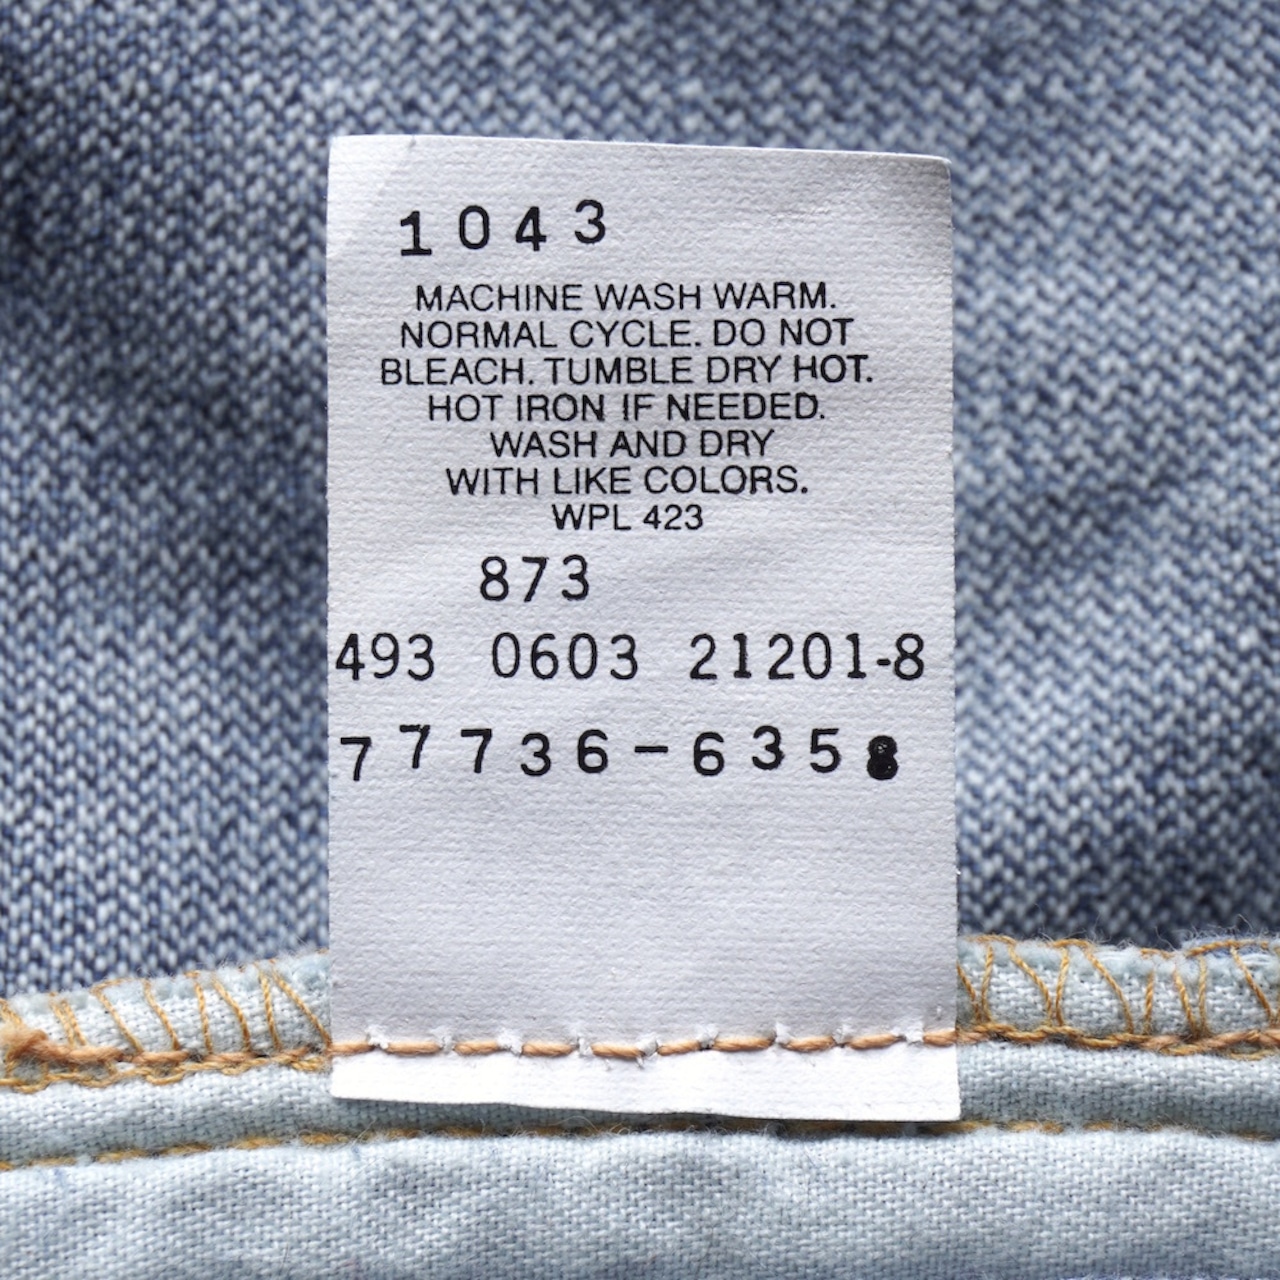 1043
MACHINE WASH WARM.
NORMAL CYCLE. DO NOT
BLEACH. TUMBLE DRY HOT.
HOT IRON IF NEEDED.
WASH AND DRY
WITH LIKE COLORS.
WPL 423
873
493 0603 21201-8
77736-6358